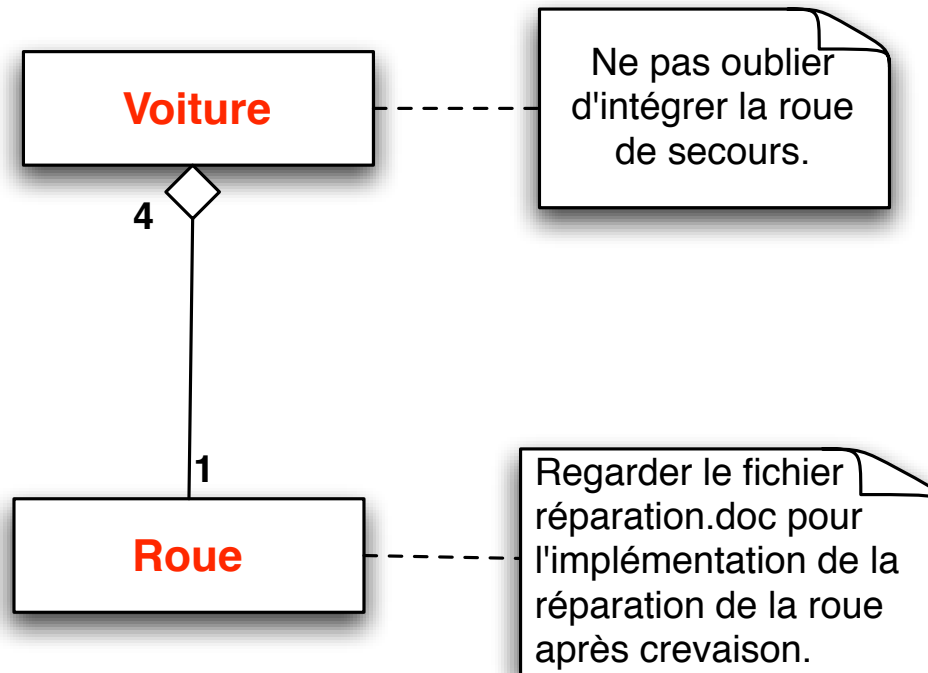 Voiture
Ne pas oublier
d'intégrer la roue
de secours.
4
1
Roue
Regarder le fichier
réparation.doc pour
l'implémentation de la
réparation de la roue
après crevaison.